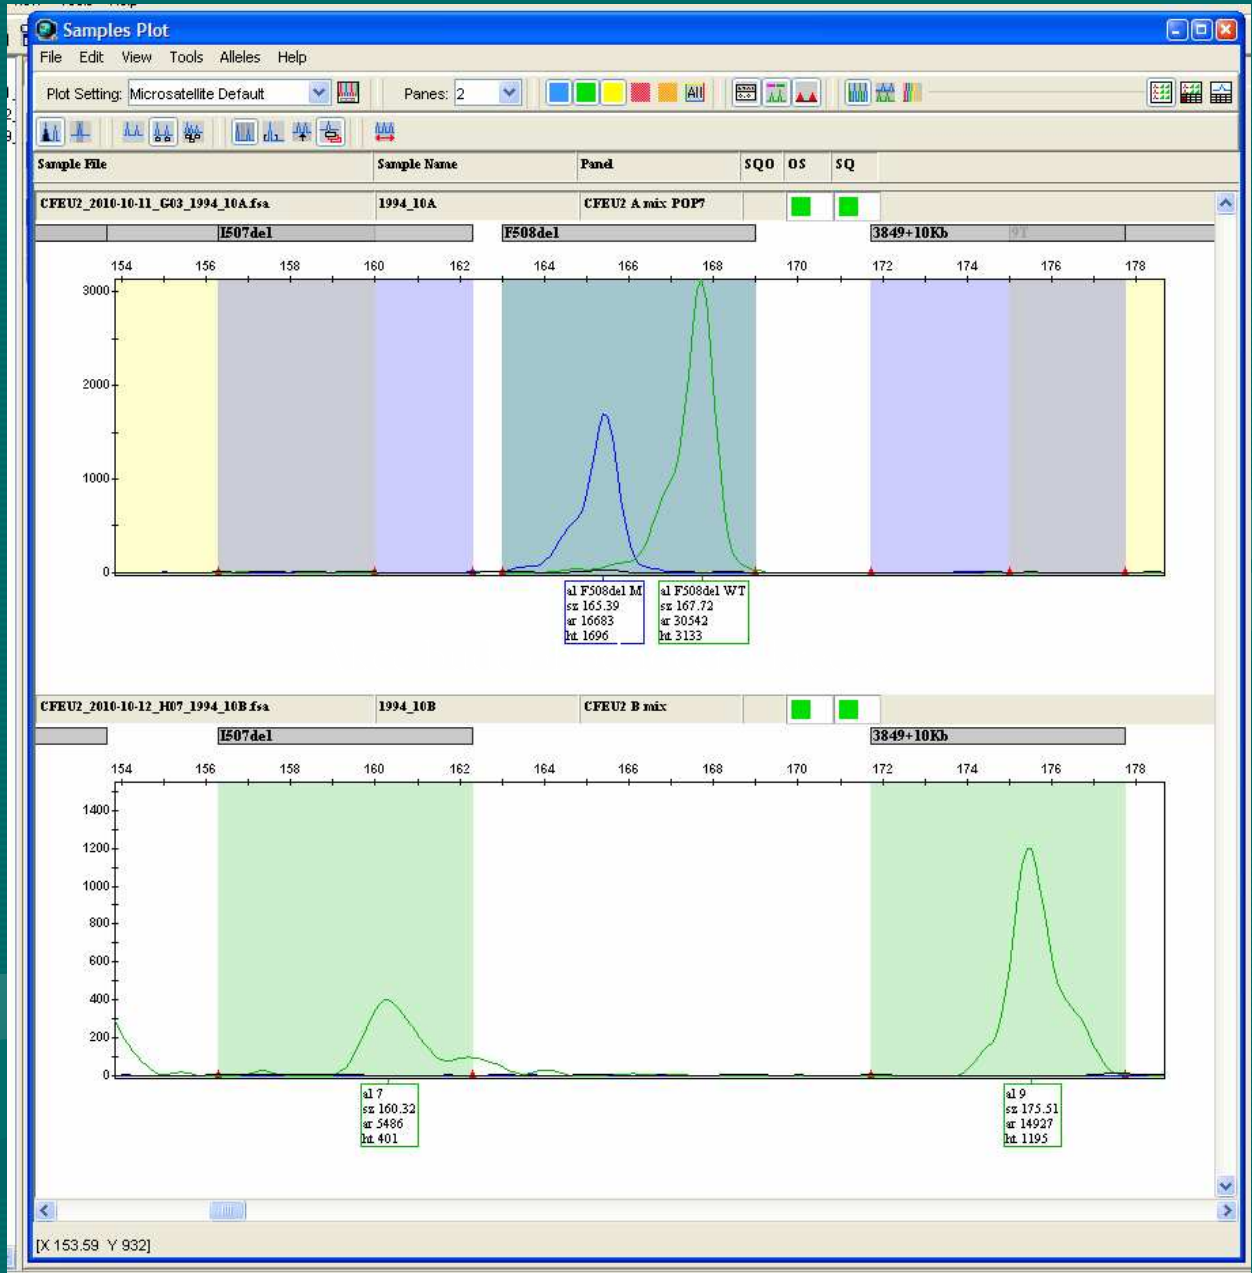 Samples Plot
File Edit View Tools Alleles Help
Plot Setting: Microsatellite Default Panes: 2 All
Sample File Sample Name Panel SQO OS SQ
CFEU2_2010-10-11_G03_1994_10A.fsa 1994_10A CFEU2 A mix POP7
I507del F508del 3849+10Kb 9T
154 156 158 160 162 164 166 168 170 172 174 176 178
3000
2000
1000
0
al F508del M al F508del WT
sz 165.39 sz 167.72
ar 16683 ar 30542
ht 1696 ht 3133
CFEU2_2010-10-12_H07_1994_10B.fsa 1994_10B CFEU2 B mix
I507del 3849+10Kb
154 156 158 160 162 164 166 168 170 172 174 176 178
1400
1200
1000
800
600
400
200
0
al 7 al 9
sz 160.32 sz 175.51
ar 5486 ar 14927
ht 401 ht 1195
[X 153.59 Y 932]